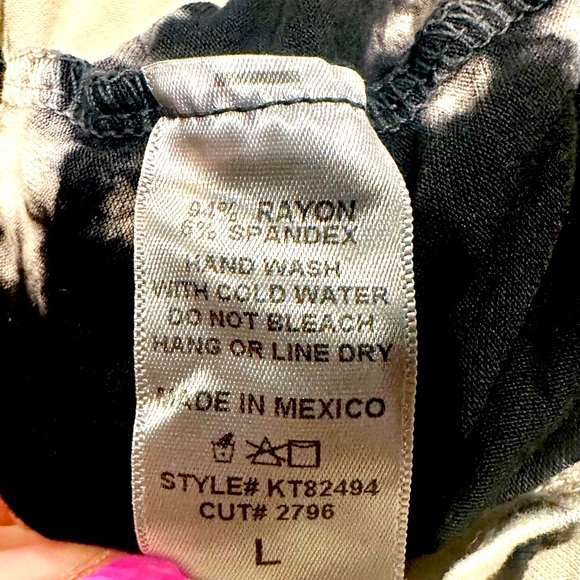 94% RAYON
6% SPANDEX
HAND WASH
WITH COLD WATER
DO NOT BLEACH
HANG OR LINE DRY
MADE IN MEXICO
STYLE# KT82494
CUT# 2796
L